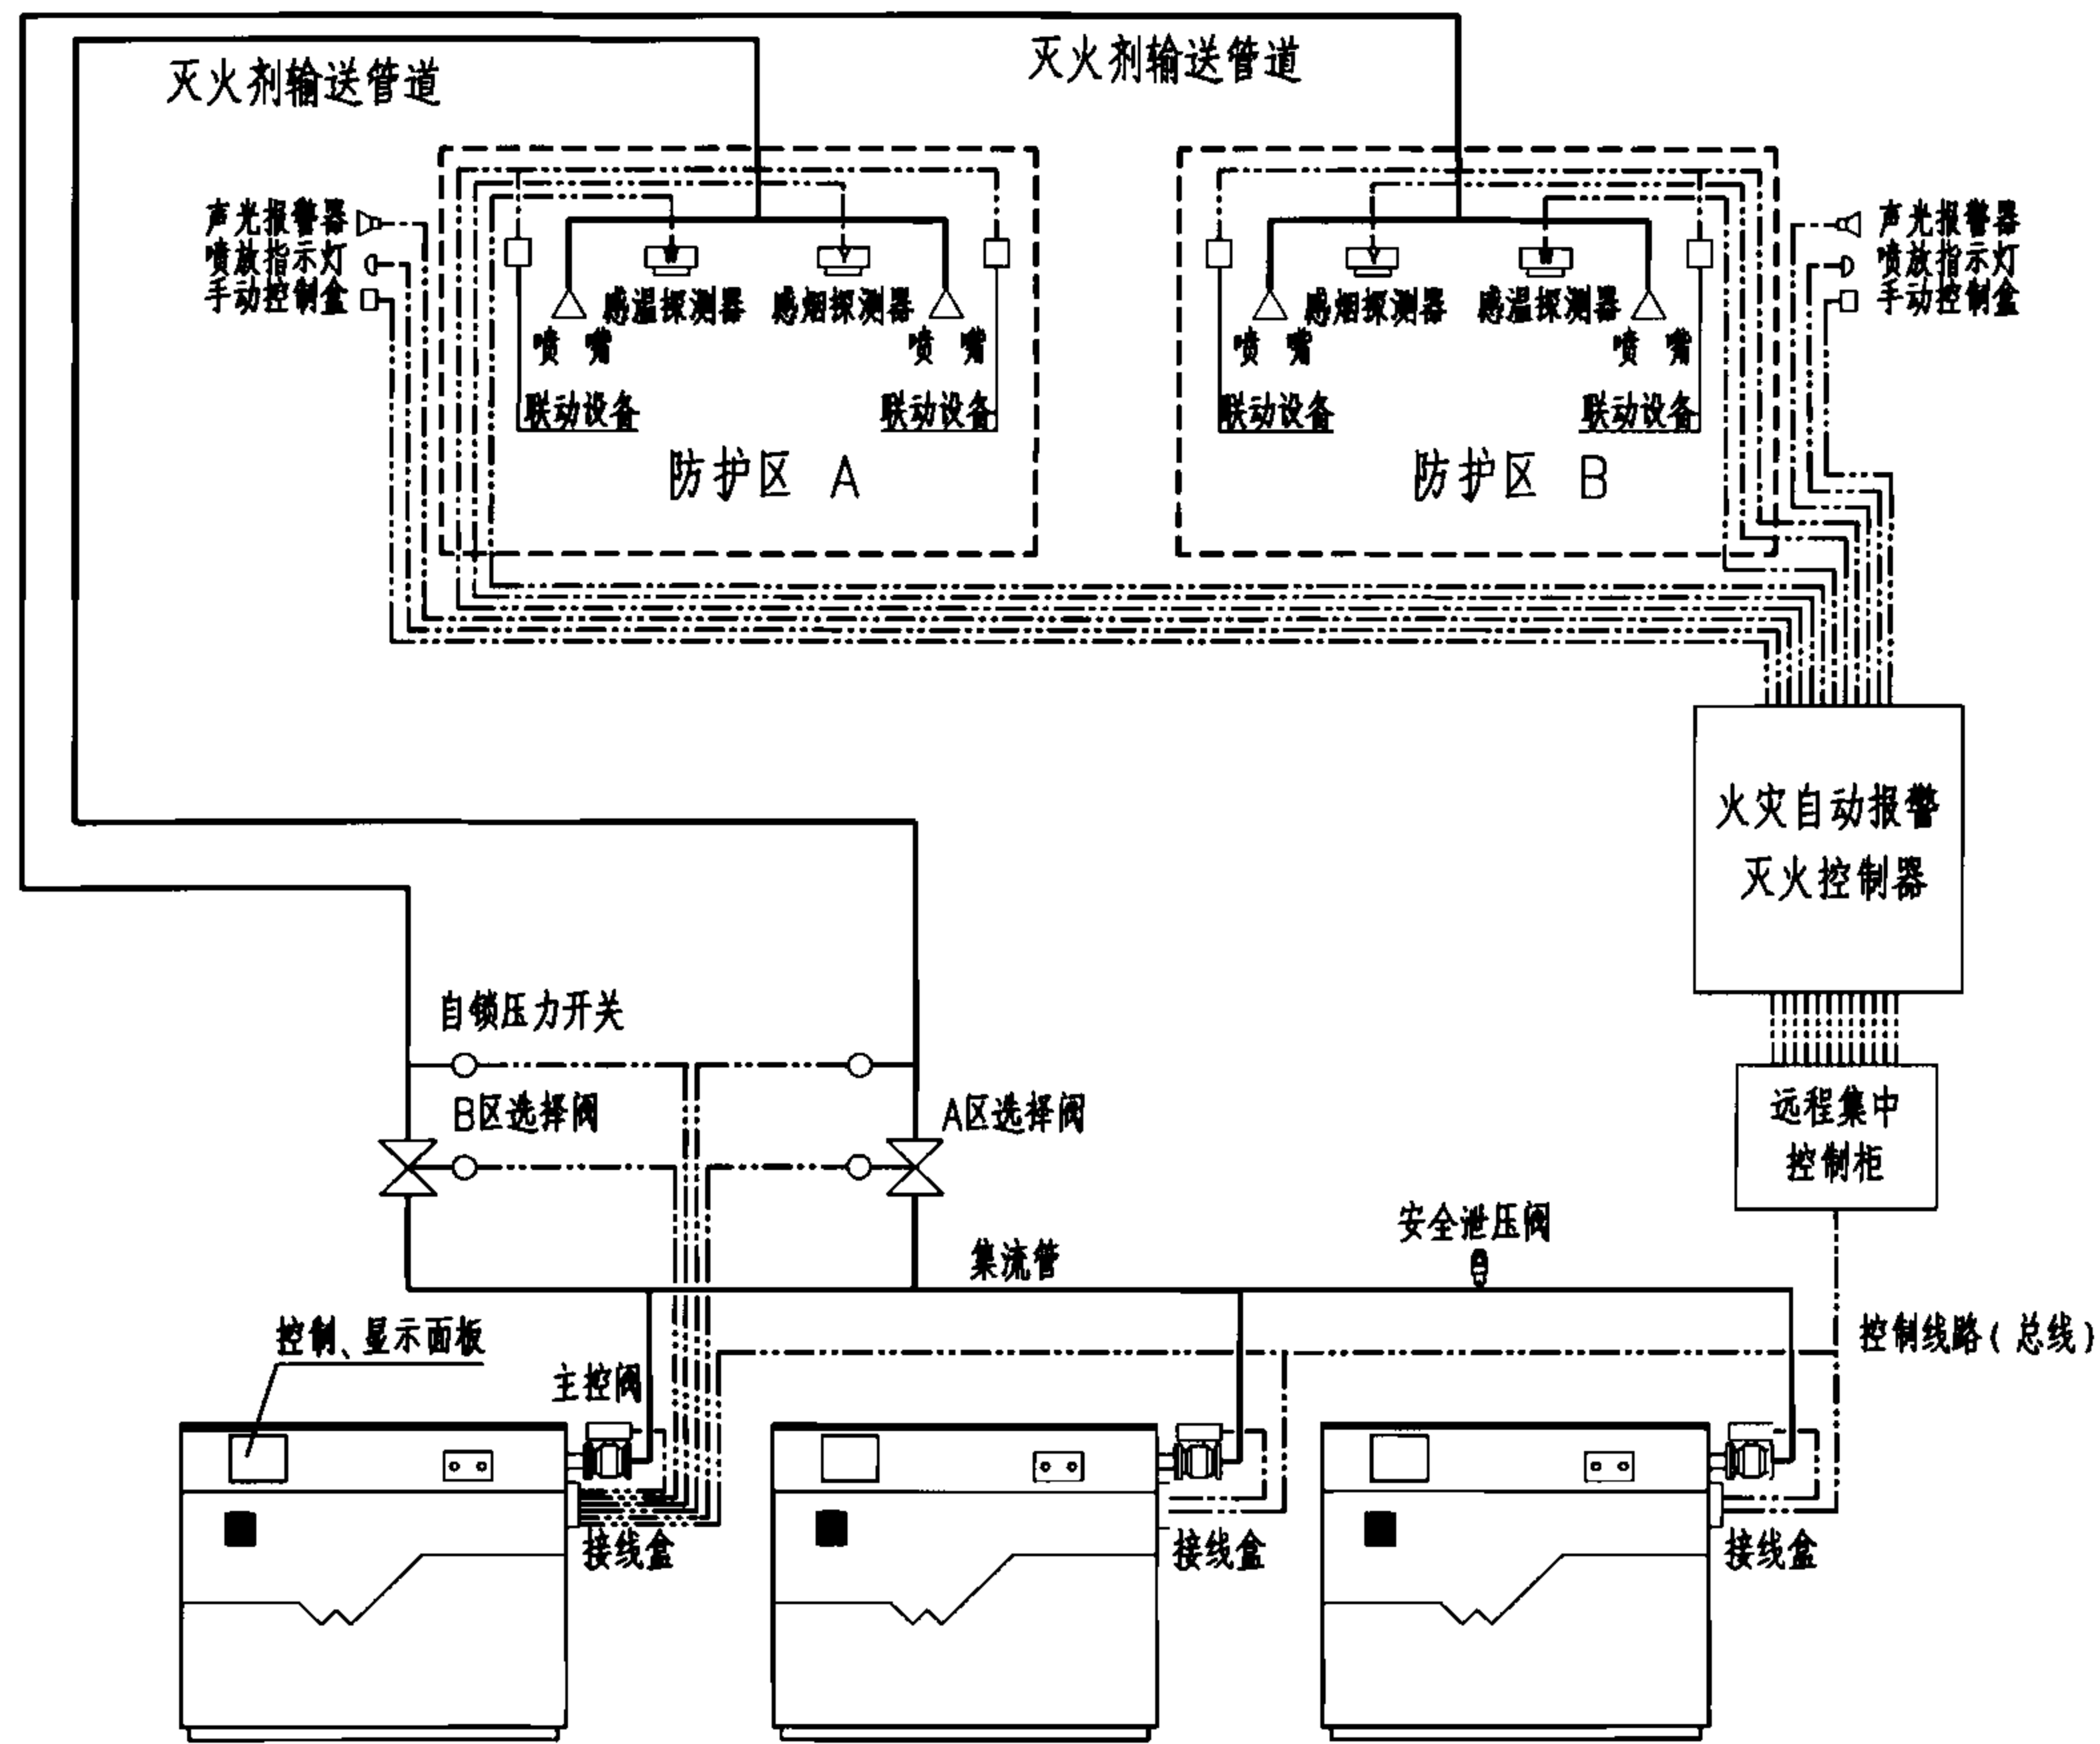 灭火剂输送管道
灭火剂输送管道
声光报警器
喷放指示灯
手动控制盒
感温探测器
感烟探测器
喷 嘴
喷 嘴
联动设备
联动设备
防护区 A
感烟探测器
感温探测器
喷 嘴
喷 嘴
联动设备
联动设备
防护区 B
声光报警器
喷放指示灯
手动控制盒
火灾自动报警
灭火控制器
自锁压力开关
B区选择阀
A区选择阀
远程集中
控制柜
安全泄压阀
集流管
控制、显示面板
主控阀
控制线路(总线)
接线盒
接线盒
接线盒